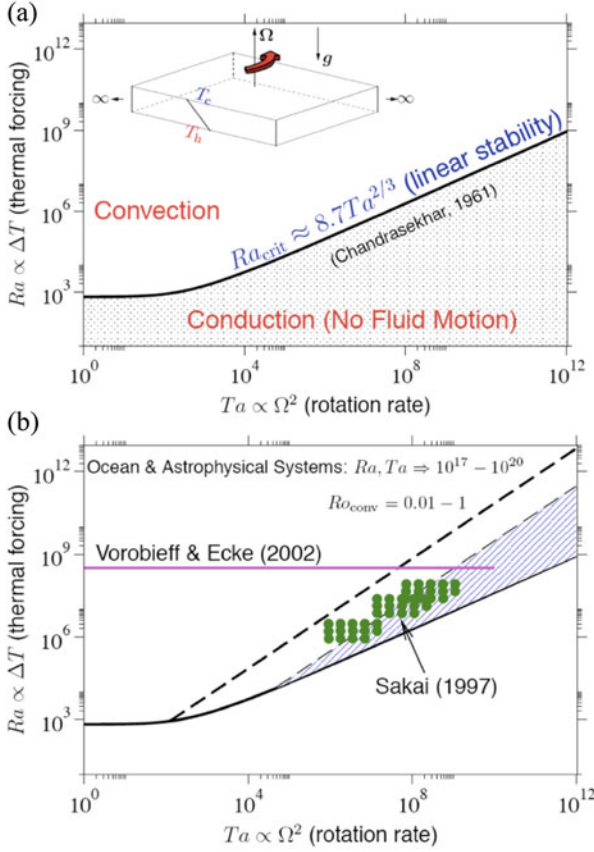 (a)
10^{12}
10^{9}
10^{6}
10^{3}
Ra ∝ ΔT (thermal forcing)
Ω
g
∞
T_c
T_h
∞
Convection
Ra_{crit} ≈ 8.7Ta^{2/3} (linear stability)
(Chandrasekhar, 1961)
Conduction (No Fluid Motion)
10^{0}
10^{4}
10^{8}
10^{12}
Ta ∝ Ω^{2} (rotation rate)
(b)
10^{12}
10^{9}
10^{6}
10^{3}
Ra ∝ ΔT (thermal forcing)
Ocean & Astrophysical Systems: Ra, Ta ⇒ 10^{17} − 10^{20}
Ro_{conv} = 0.01 − 1
Vorobieff & Ecke (2002)
Sakai (1997)
10^{0}
10^{4}
10^{8}
10^{12}
Ta ∝ Ω^{2} (rotation rate)